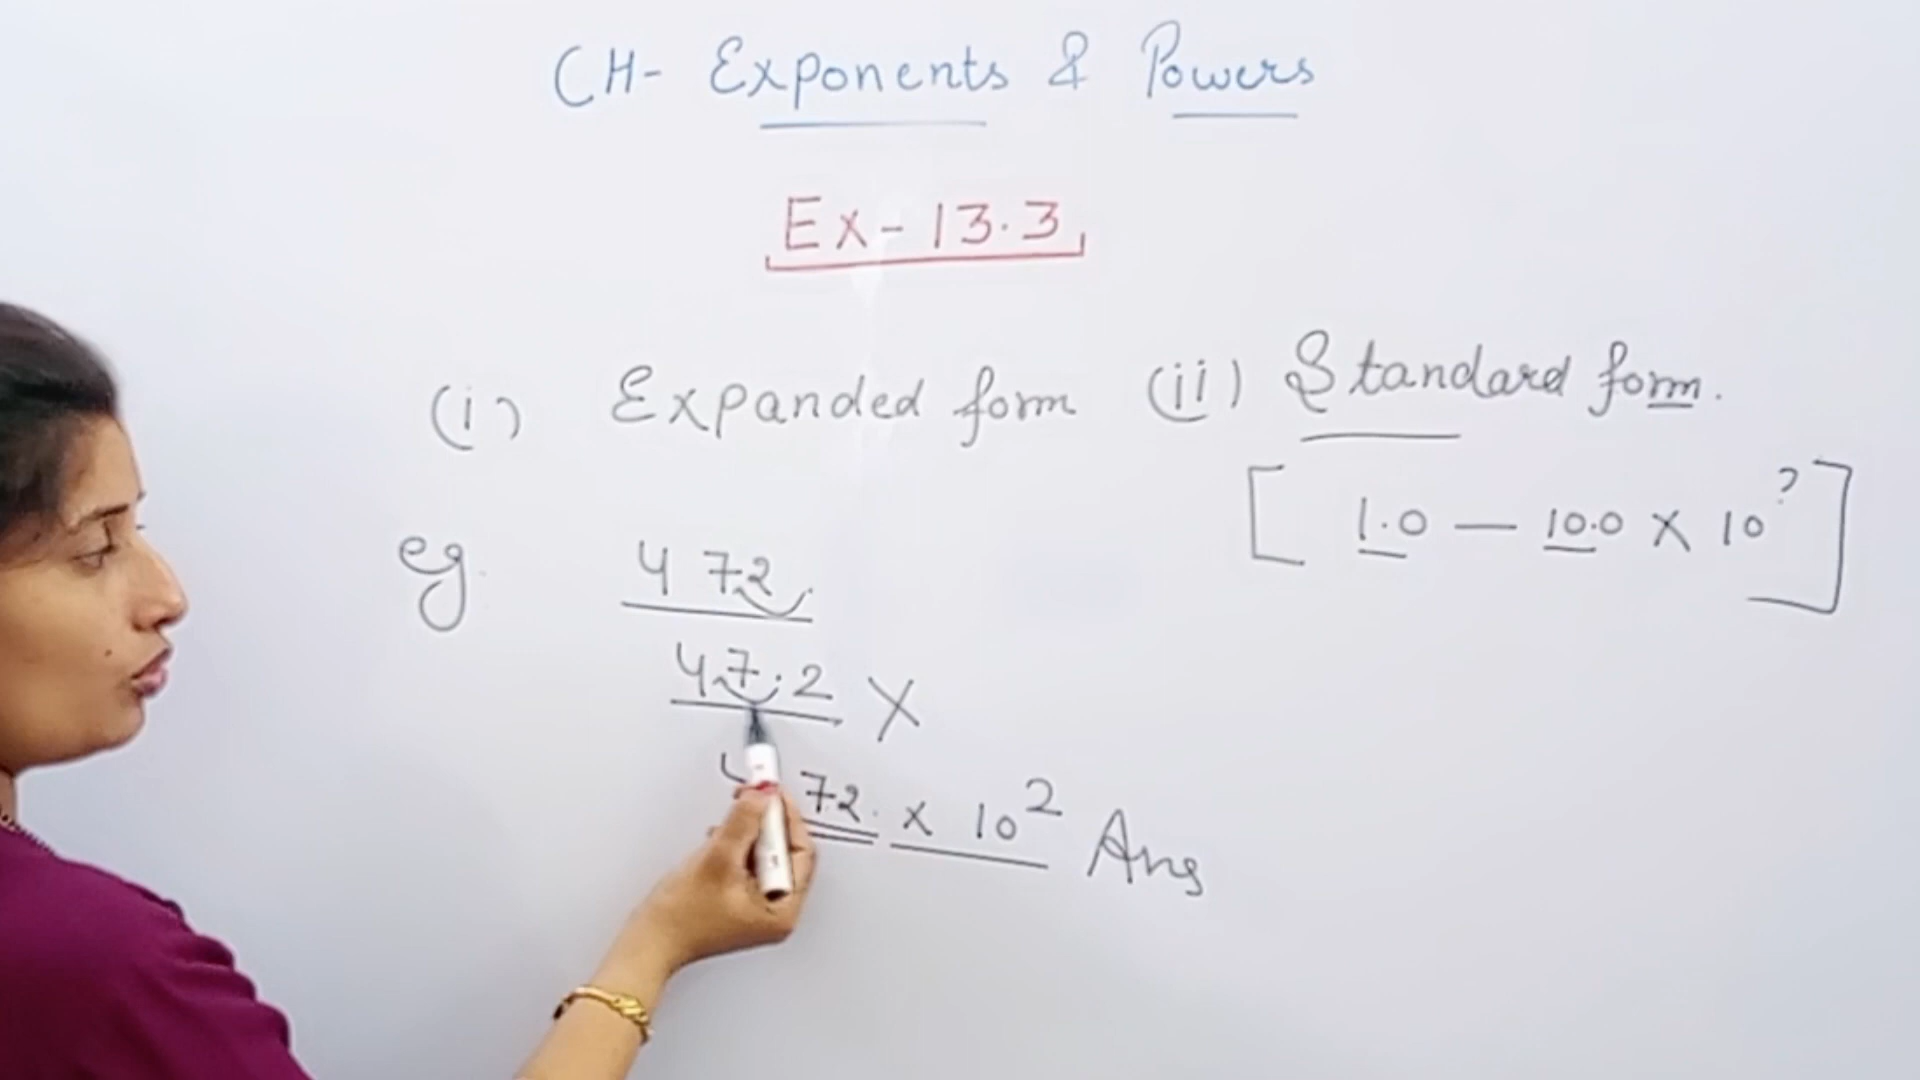 CH- Exponents & Powers
Ex- 13.3
(i) Expanded form (ii) Standard form.
[ 1.0 — 10.0 X 10? ]
eg. 472.
47.2 X
4 72. x 10² Ans